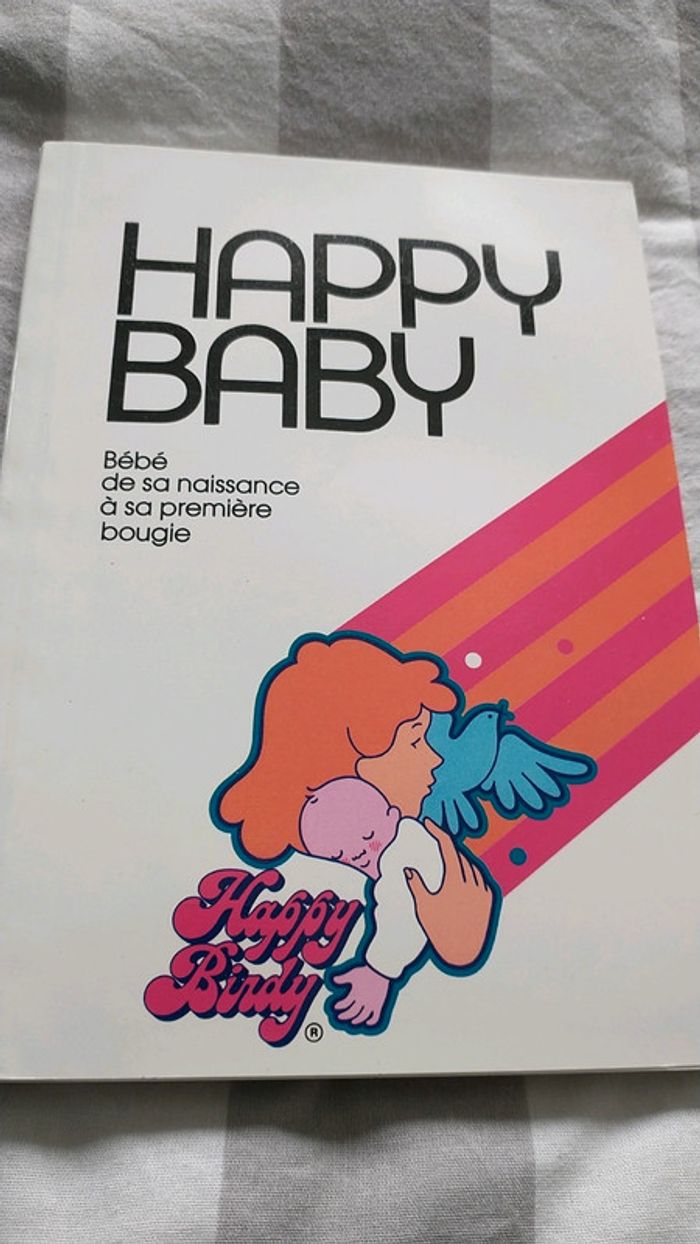 HAPPY
BABY
Bébé
de sa naissance
à sa première
bougie
Happy
Birdy
®